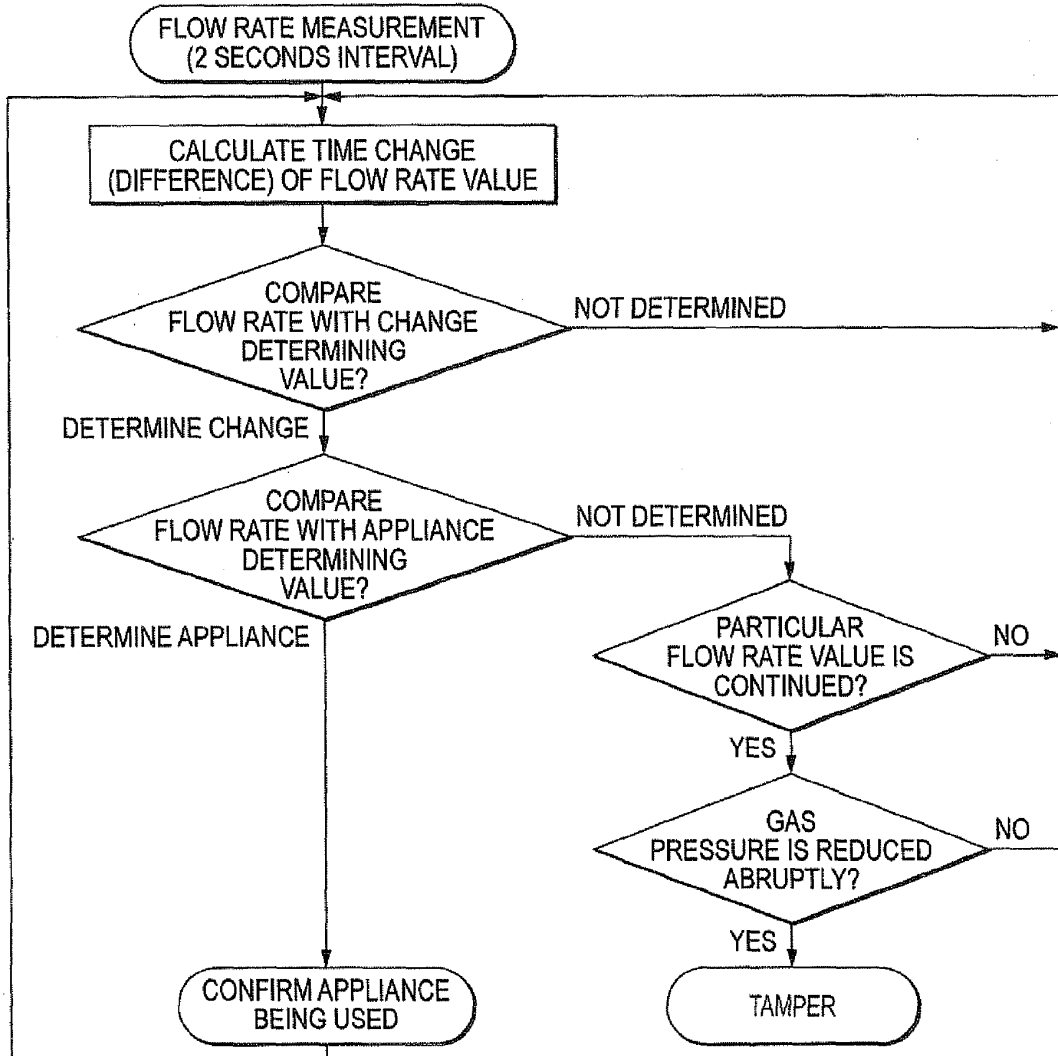 FLOW RATE MEASUREMENT
(2 SECONDS INTERVAL)
CALCULATE TIME CHANGE
(DIFFERENCE) OF FLOW RATE VALUE
COMPARE
FLOW RATE WITH CHANGE
DETERMINING
VALUE?
NOT DETERMINED
DETERMINE CHANGE
COMPARE
FLOW RATE WITH APPLIANCE
DETERMINING
VALUE?
NOT DETERMINED
DETERMINE APPLIANCE
PARTICULAR
FLOW RATE VALUE IS
CONTINUED?
NO
YES
GAS
PRESSURE IS REDUCED
ABRUPTLY?
NO
YES
CONFIRM APPLIANCE
BEING USED
TAMPER